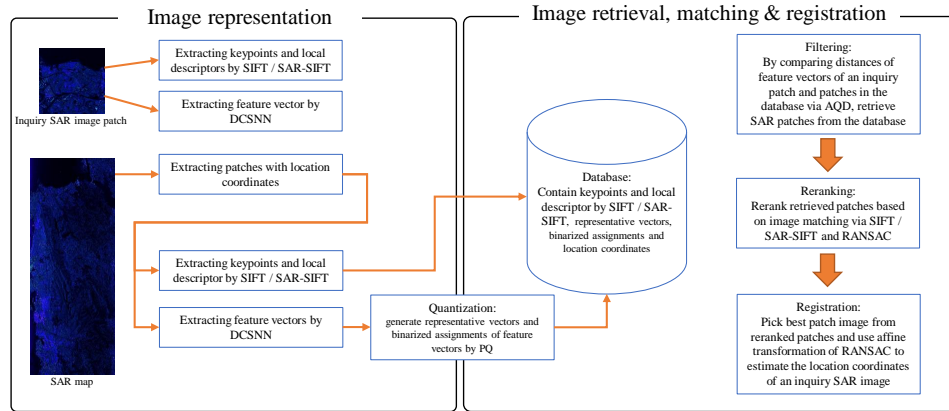 Image representation
Image retrieval, matching & registration
Inquiry SAR image patch
Extracting keypoints and local
descriptors by SIFT / SAR-SIFT
Extracting feature vector by
DCSNN
SAR map
Extracting patches with location
coordinates
Extracting keypoints and local
descriptor by SIFT / SAR-SIFT
Extracting feature vectors by
DCSNN
Quantization:
generate representative vectors and
binarized assignments of feature
vectors by PQ
Database:
Contain keypoints and local
descriptor by SIFT / SAR-
SIFT, representative vectors,
binarized assignments and
location coordinates
Filtering:
By comparing distances of
feature vectors of an inquiry
patch and patches in the
database via AQD, retrieve
SAR patches from the database
Reranking:
Rerank retrieved patches based
on image matching via SIFT /
SAR-SIFT and RANSAC
Registration:
Pick best patch image from
reranked patches and use affine
transformation of RANSAC to
estimate the location coordinates
of an inquiry SAR image